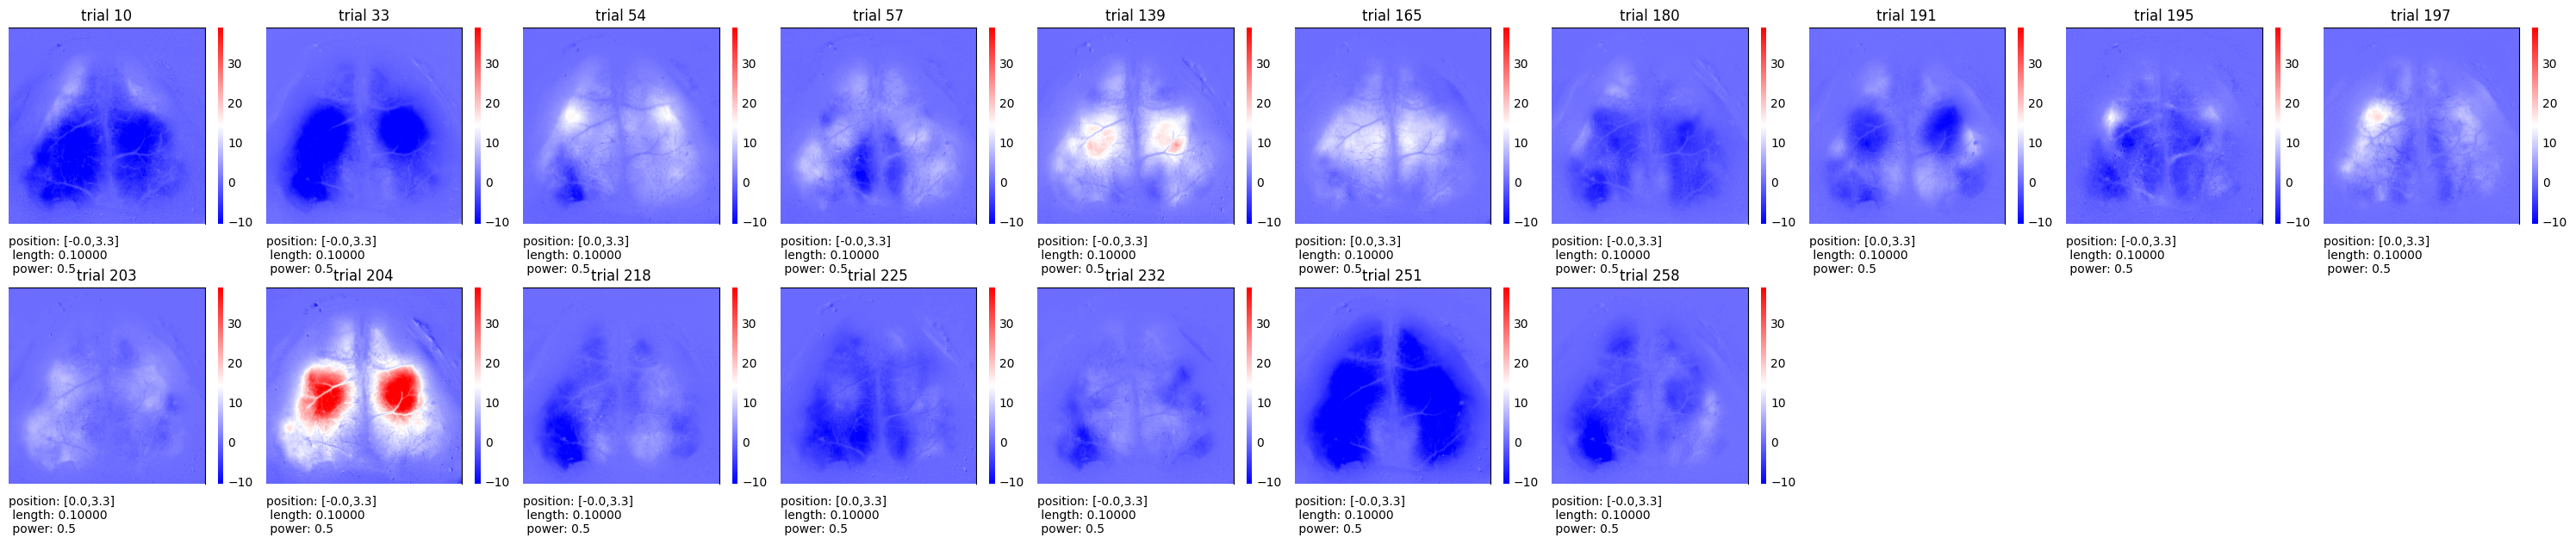 trial 10 trial 33 trial 54 trial 57 trial 139 trial 165 trial 180 trial 191 trial 195 trial 197
30 30 30 30 30 30 30 30 30 30
20 20 20 20 20 20 20 20 20 20
10 10 10 10 10 10 10 10 10 10
0 0 0 0 0 0 0 0 0 0
−10 −10 −10 −10 −10 −10 −10 −10 −10 −10
position: [-0.0,3.3] position: [-0.0,3.3] position: [0.0,3.3] position: [-0.0,3.3] position: [-0.0,3.3] position: [0.0,3.3] position: [-0.0,3.3] position: [0.0,3.3] position: [-0.0,3.3] position: [0.0,3.3]
length: 0.10000 length: 0.10000 length: 0.10000 length: 0.10000 length: 0.10000 length: 0.10000 length: 0.10000 length: 0.10000 length: 0.10000 length: 0.10000
power: 0.5 power: 0.5 power: 0.5 power: 0.5 power: 0.5 power: 0.5 power: 0.5 power: 0.5 power: 0.5 power: 0.5
trial 203 trial 204 trial 218 trial 225 trial 232 trial 251 trial 258
30 30 30 30 30 30 30
20 20 20 20 20 20 20
10 10 10 10 10 10 10
0 0 0 0 0 0 0
−10 −10 −10 −10 −10 −10 −10
position: [0.0,3.3] position: [-0.0,3.3] position: [-0.0,3.3] position: [0.0,3.3] position: [-0.0,3.3] position: [-0.0,3.3] position: [-0.0,3.3]
length: 0.10000 length: 0.10000 length: 0.10000 length: 0.10000 length: 0.10000 length: 0.10000 length: 0.10000
power: 0.5 power: 0.5 power: 0.5 power: 0.5 power: 0.5 power: 0.5 power: 0.5